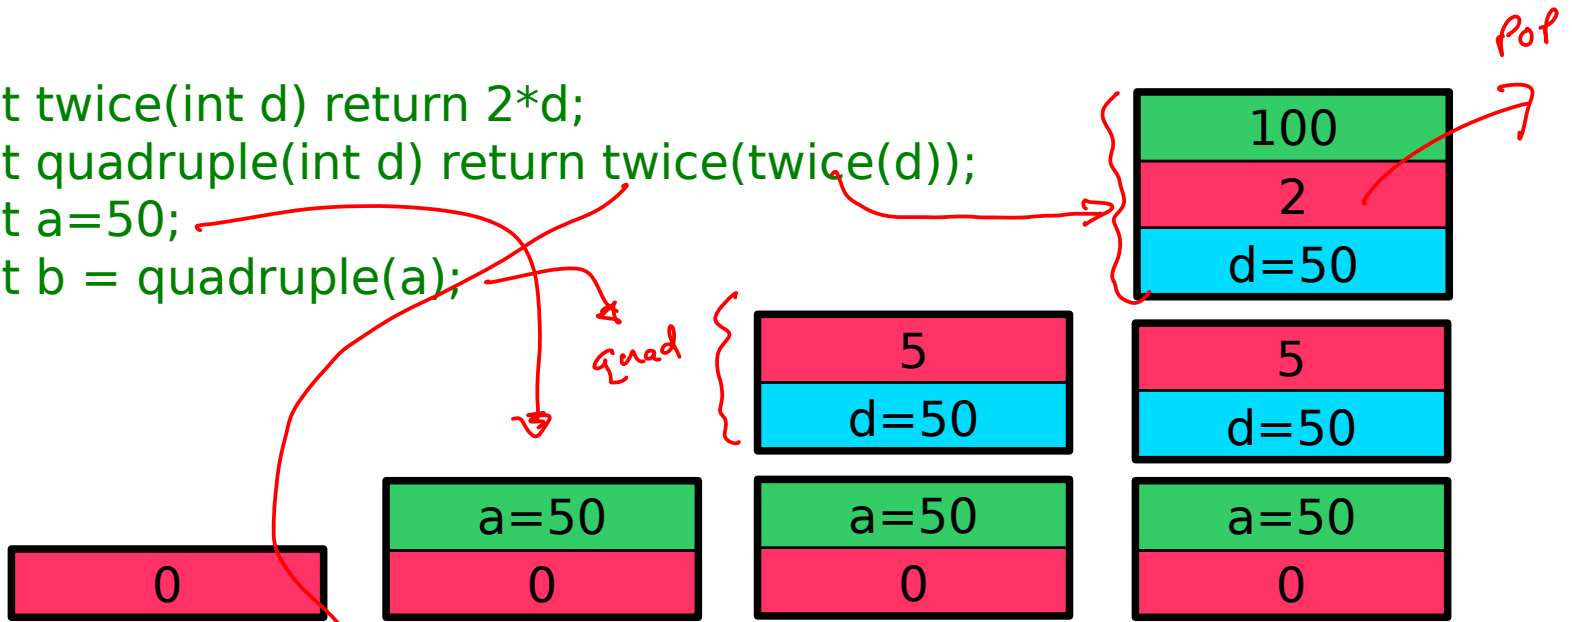 t twice(int d) return 2*d;
t quadruple(int d) return twice(twice(d));
t a=50;
t b = quadruple(a);
pop
quad
100
2
d=50
5
d=50
5
d=50
a=50
a=50
a=50
0
0
0
0